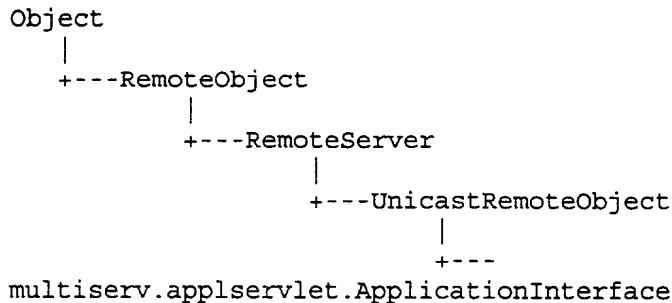 Object
|
+---RemoteObject
|
+---RemoteServer
|
+---UnicastRemoteObject
|
+---
multiserv.applservlet.ApplicationInterface